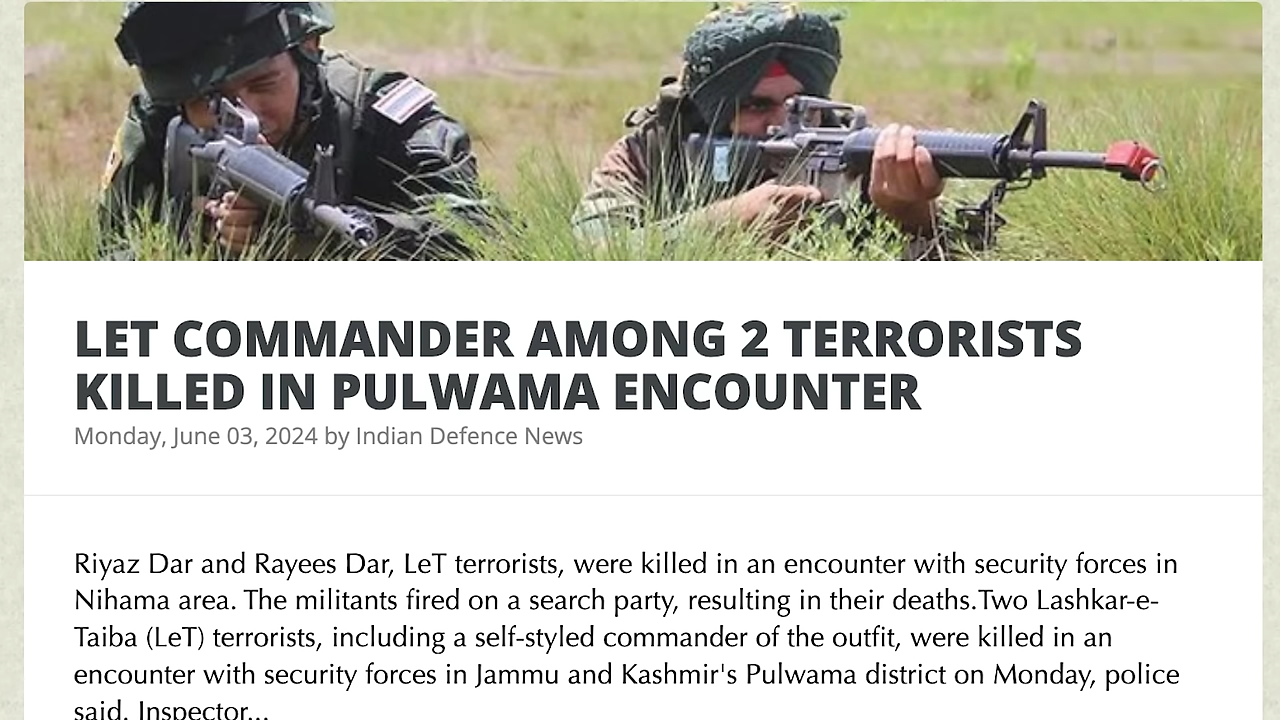 LET COMMANDER AMONG 2 TERRORISTS
KILLED IN PULWAMA ENCOUNTER
Monday, June 03, 2024 by Indian Defence News
Riyaz Dar and Rayees Dar, LeT terrorists, were killed in an encounter with security forces in
Nihama area. The militants fired on a search party, resulting in their deaths.Two Lashkar-e-
Taiba (LeT) terrorists, including a self-styled commander of the outfit, were killed in an
encounter with security forces in Jammu and Kashmir's Pulwama district on Monday, police
said. Inspector...